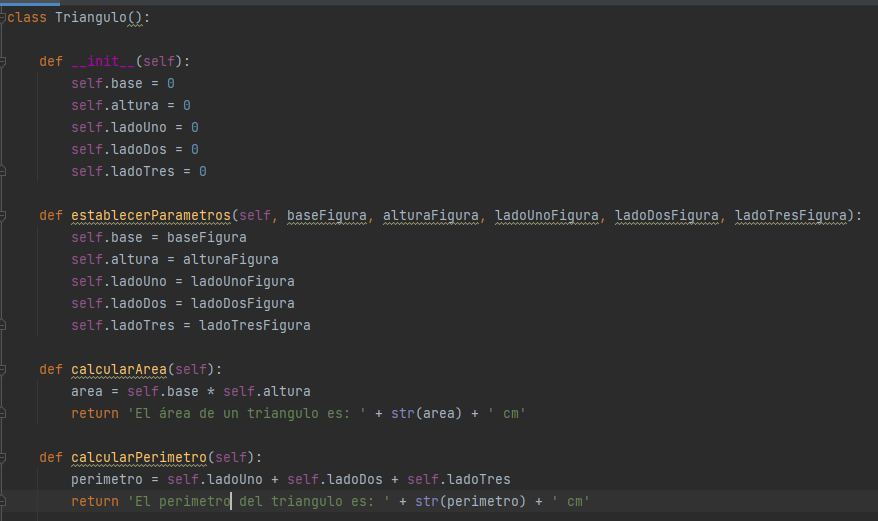 class Triangulo():
def __init__(self):
self.base = 0
self.altura = 0
self.ladoUno = 0
self.ladoDos = 0
self.ladoTres = 0
def establecerParametros(self, baseFigura, alturaFigura, ladoUnoFigura, ladoDosFigura, ladoTresFigura):
self.base = baseFigura
self.altura = alturaFigura
self.ladoUno = ladoUnoFigura
self.ladoDos = ladoDosFigura
self.ladoTres = ladoTresFigura
def calcularArea(self):
area = self.base * self.altura
return 'El área de un triangulo es: ' + str(area) + ' cm'
def calcularPerimetro(self):
perimetro = self.ladoUno + self.ladoDos + self.ladoTres
return 'El perimetro del triangulo es: ' + str(perimetro) + ' cm'